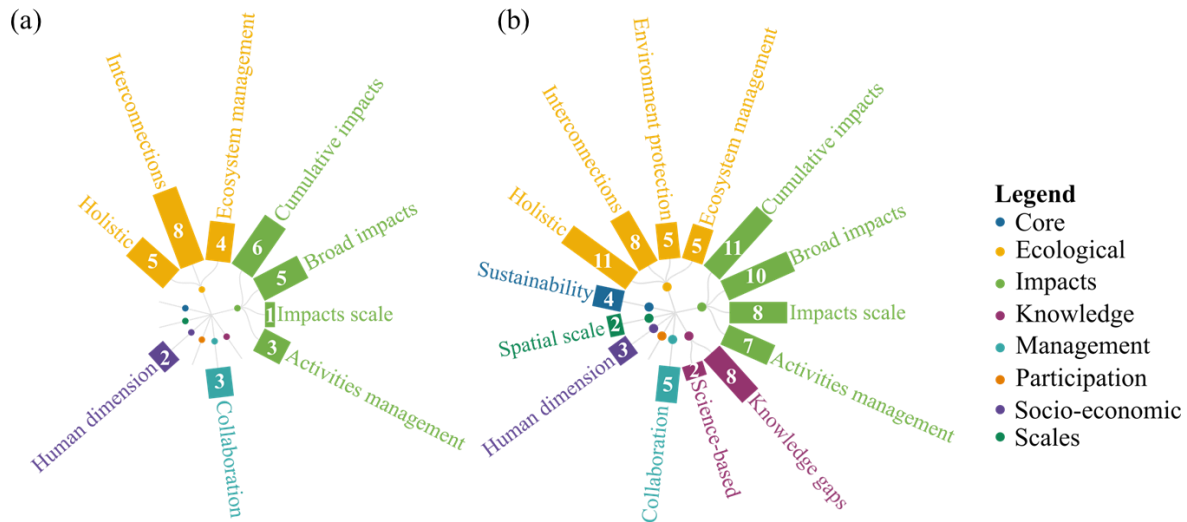 (a)
Holistic
5
Interconnections
8
Ecosystem management
4
Cumulative impacts
6
Broad impacts
5
Impacts scale
1
Activities management
3
Collaboration
3
Human dimension
2
(b)
Human dimension
3
Spatial scale
2
Sustainability
4
Holistic
11
Interconnections
8
Environment protection
5
Ecosystem management
5
Cumulative impacts
11
Broad impacts
10
Impacts scale
8
Activities management
7
Knowledge gaps
8
Science-based
2
Collaboration
5
Legend
Core
Ecological
Impacts
Knowledge
Management
Participation
Socio-economic
Scales